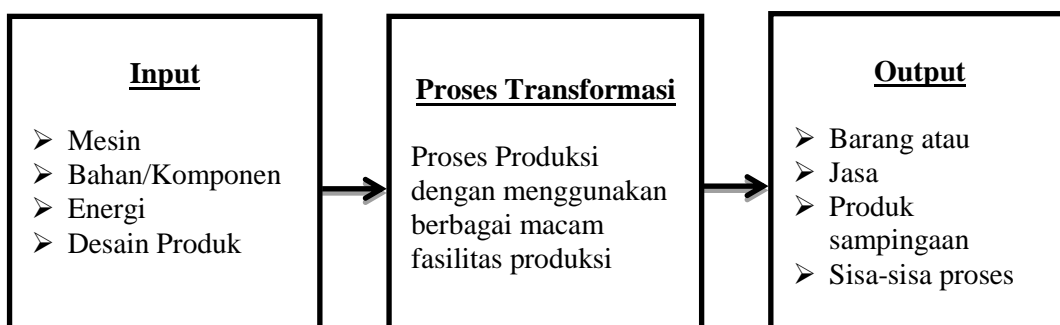 Input
➢ Mesin
➢ Bahan/Komponen
➢ Energi
➢ Desain Produk
Proses Transformasi
Proses Produksi
dengan menggunakan
berbagai macam
fasilitas produksi
Output
➢ Barang atau
➢ Jasa
➢ Produk
sampingaan
➢ Sisa-sisa proses